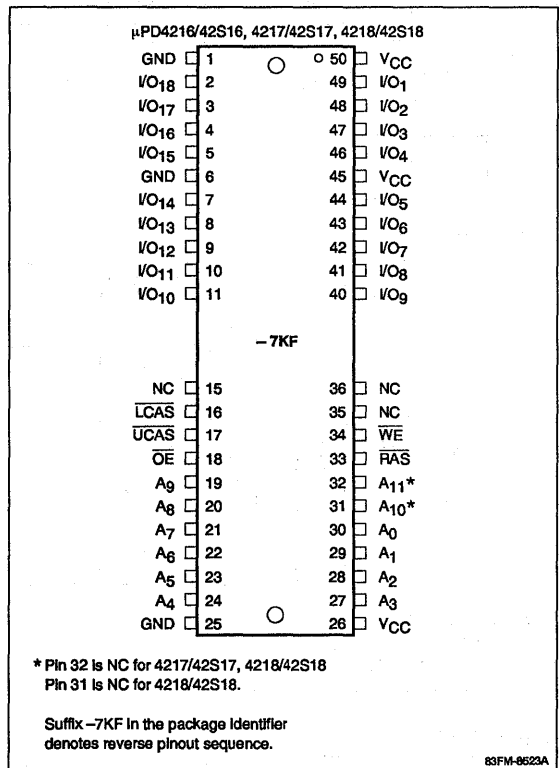 μPD4216/42S16, 4217/42S17, 4218/42S18
GND 1 50 VCC
I/O18 2 49 I/O1
I/O17 3 48 I/O2
I/O16 4 47 I/O3
I/O15 5 46 I/O4
GND 6 45 VCC
I/O14 7 44 I/O5
I/O13 8 43 I/O6
I/O12 9 42 I/O7
I/O11 10 41 I/O8
I/O10 11 40 I/O9
–7KF
NC 15 36 NC
LCAS 16 35 NC
UCAS 17 34 WE
OE 18 33 RAS
A9 19 32 A11*
A8 20 31 A10*
A7 21 30 A0
A6 22 29 A1
A5 23 28 A2
A4 24 27 A3
GND 25 26 VCC
* Pin 32 is NC for 4217/42S17, 4218/42S18
Pin 31 is NC for 4218/42S18.
Suffix –7KF in the package identifier
denotes reverse pinout sequence.
83FM-8523A